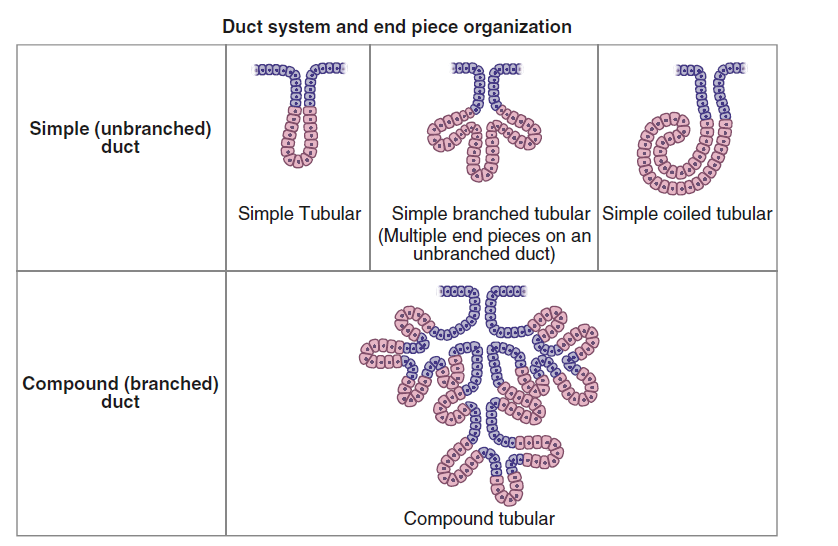 Duct system and end piece organization
Simple (unbranched)
duct
Simple Tubular
Simple branched tubular
(Multiple end pieces on an
unbranched duct)
Simple coiled tubular
Compound (branched)
duct
Compound tubular